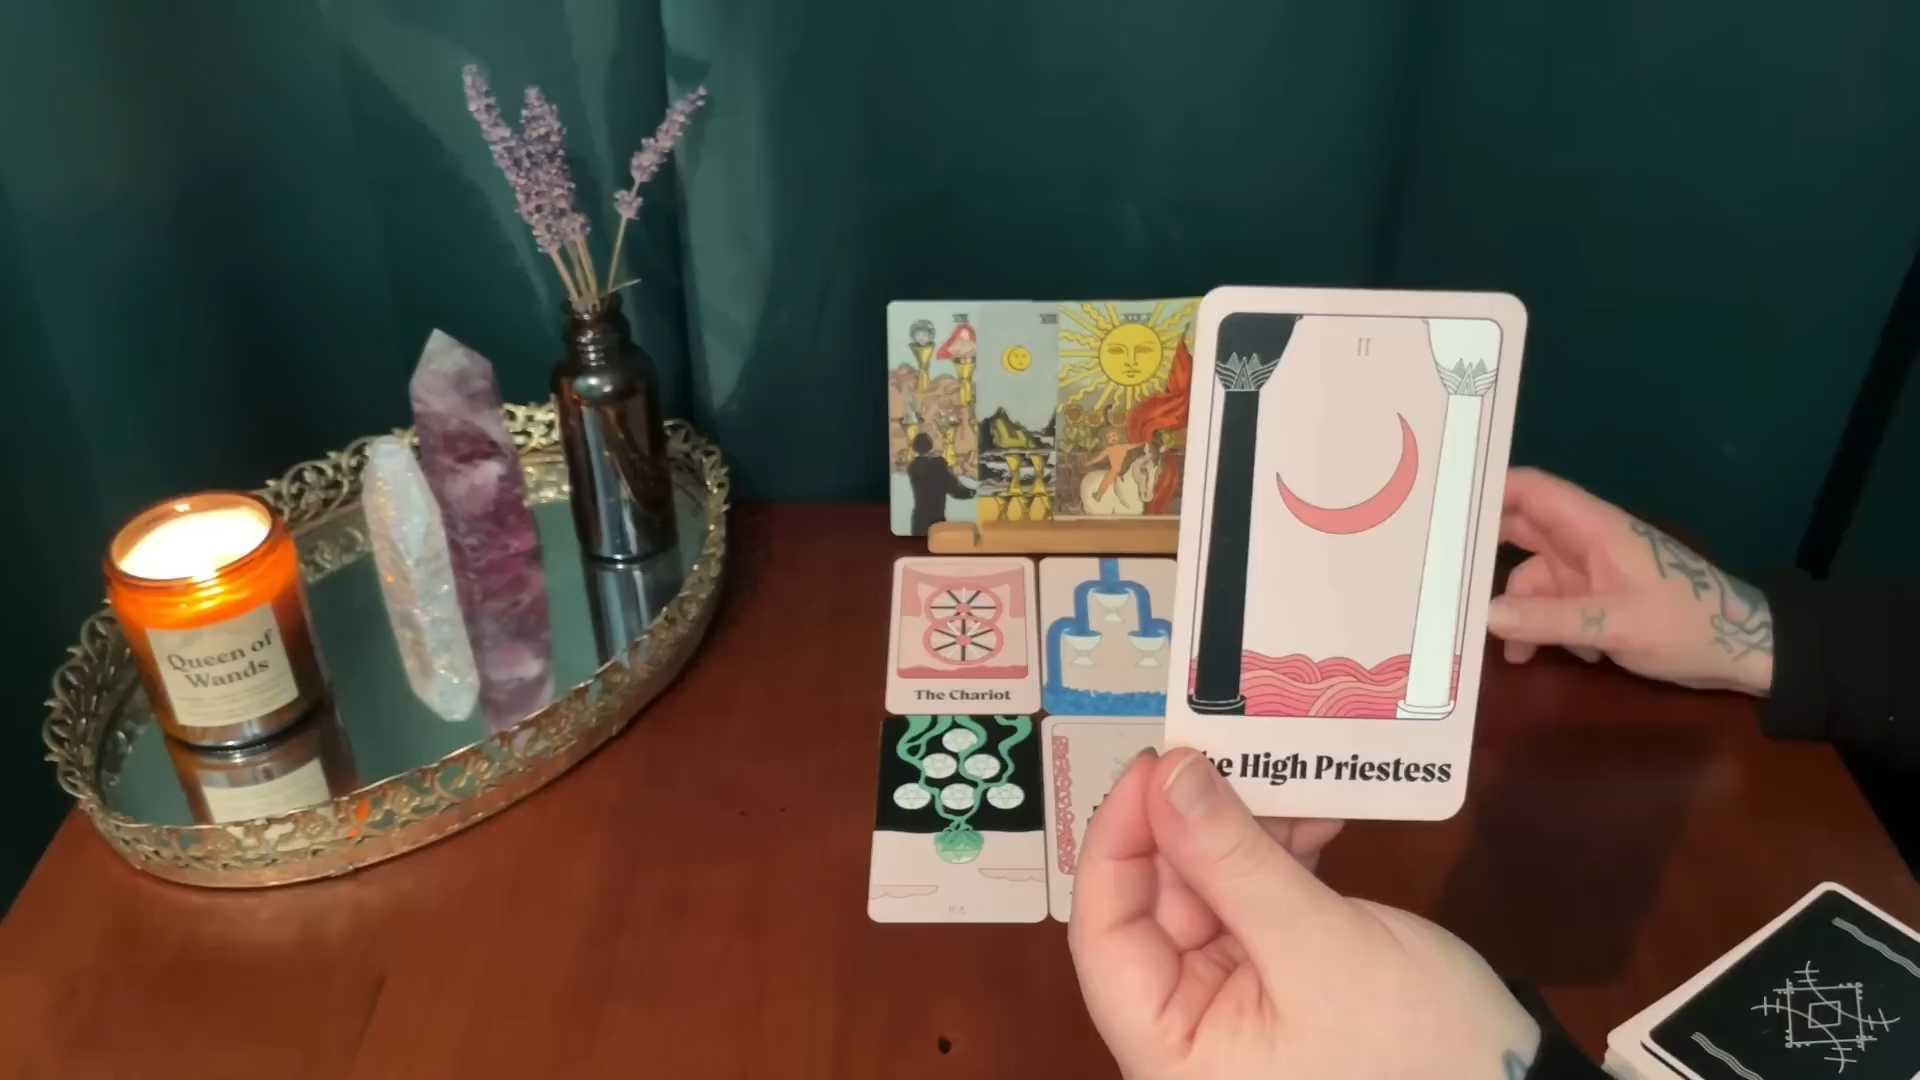 Queen of
Wands
II
The Chariot
High Priestess